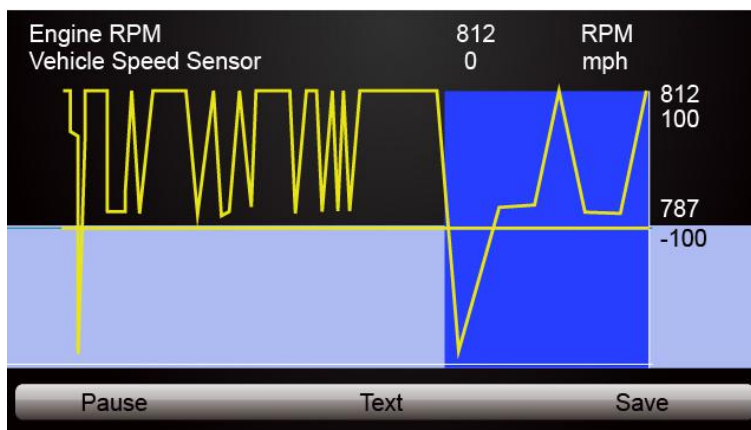 Engine RPM 812 RPM
Vehicle Speed Sensor 0 mph
812
100
787
-100
Pause Text Save